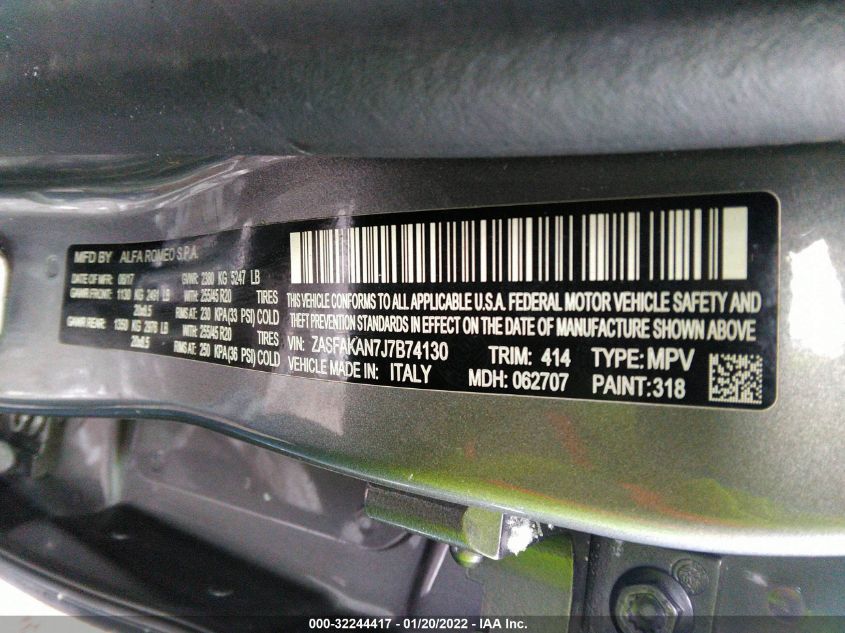 MFD BY ALFA ROMEO S.P.A.
DATE OF MFR: 06/17 GVWR: 2380 KG 5247 LB
GAWR FRONT: 1130 KG 2491 LB WITH: 255/45 R20 TIRES
20x8.5 RIMS AT: 230 KPA(33 PSI) COLD
GAWR REAR: 1350 KG 2976 LB WITH: 255/45 R20 TIRES
20x8.5 RIMS AT: 250 KPA(36 PSI) COLD
THIS VEHICLE CONFORMS TO ALL APPLICABLE U.S.A. FEDERAL MOTOR VEHICLE SAFETY AND
THEFT PREVENTION STANDARDS IN EFFECT ON THE DATE OF MANUFACTURE SHOWN ABOVE
VIN: ZASFAKAN7J7B74130 TRIM: 414 TYPE: MPV
VEHICLE MADE IN: ITALY MDH: 062707 PAINT:318
000-32244417 - 01/20/2022 - IAA Inc.